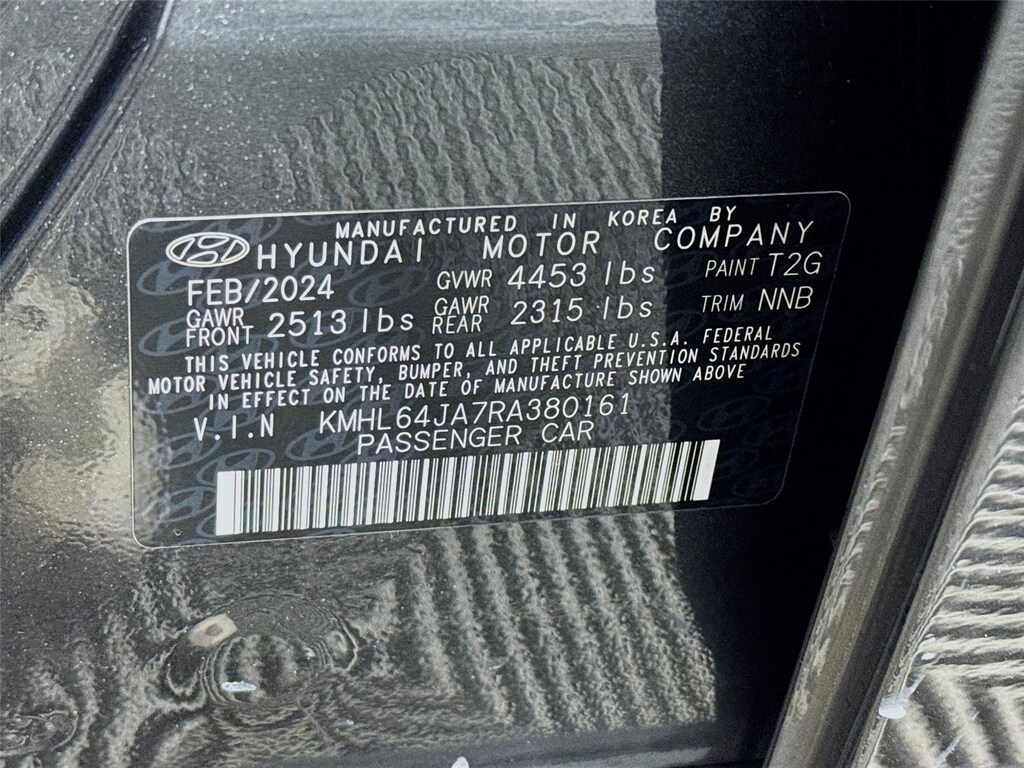 MANUFACTURED IN KOREA BY
HYUNDAI MOTOR COMPANY
FEB/2024 GVWR 4453 lbs PAINT T2G
GAWR FRONT 2513 lbs GAWR REAR 2315 lbs TRIM NNB
THIS VEHICLE CONFORMS TO ALL APPLICABLE U.S.A. FEDERAL
MOTOR VEHICLE SAFETY, BUMPER, AND THEFT PREVENTION STANDARDS
IN EFFECT ON THE DATE OF MANUFACTURE SHOWN ABOVE
V.I.N KMHL64JA7RA380161
PASSENGER CAR